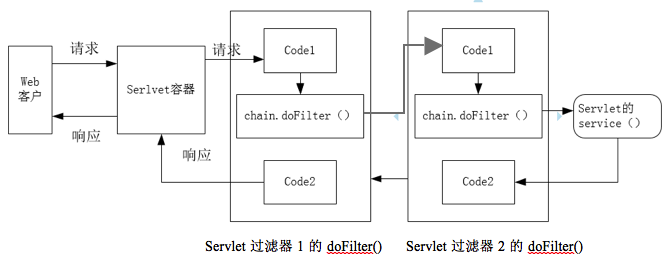 Web
客户
请求
响应
Serlvet容器
请求
响应
Code1
chain.doFilter（）
Code2
Code1
chain.doFilter（）
Code2
Servlet的
service（）
Servlet 过滤器 1 的 doFilter()
Servlet 过滤器 2 的 doFilter()